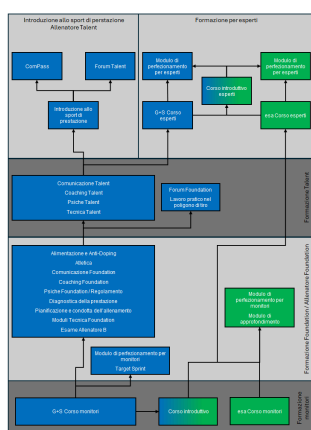 Introduzione allo sport di perstazione
Allenatore Talent
Formazione per esperti
ComPass
Forum Talent
Modulo di
perfezionamento
per esperti
Modulo di
perfezionamento
per esperti
Corso introduttivo
esperti
Introduzione allo
sport di
prestazione
G+S Corso
esperti
esa Corso esperti
Comunicazione Talent
Coaching Talent
Psiche Talent
Tecnica Talent
Forum Foundation
Lavoro pratico nel
poligono di tiro
Formazione Talent
Alimentazione e Anti-Doping
Atletica
Comunicazione Foundation
Coaching Foundation
Psiche Foundation / Regolamento
Diagnostica della prestazione
Pianificazione e condotta dell'allenamento
Moduli Tecnica Foundation
Esame Allenatore B
Modulo di
perfezionamento per
monitori
Modulo di
approfondimento
Modulo di perfezionamento per
monitori
Target Sprint
Formazione Foundation / Allenatore Foundation
G+S Corso monitori
Corso introduttivo
esa Corso monitori
Formazione
monitori